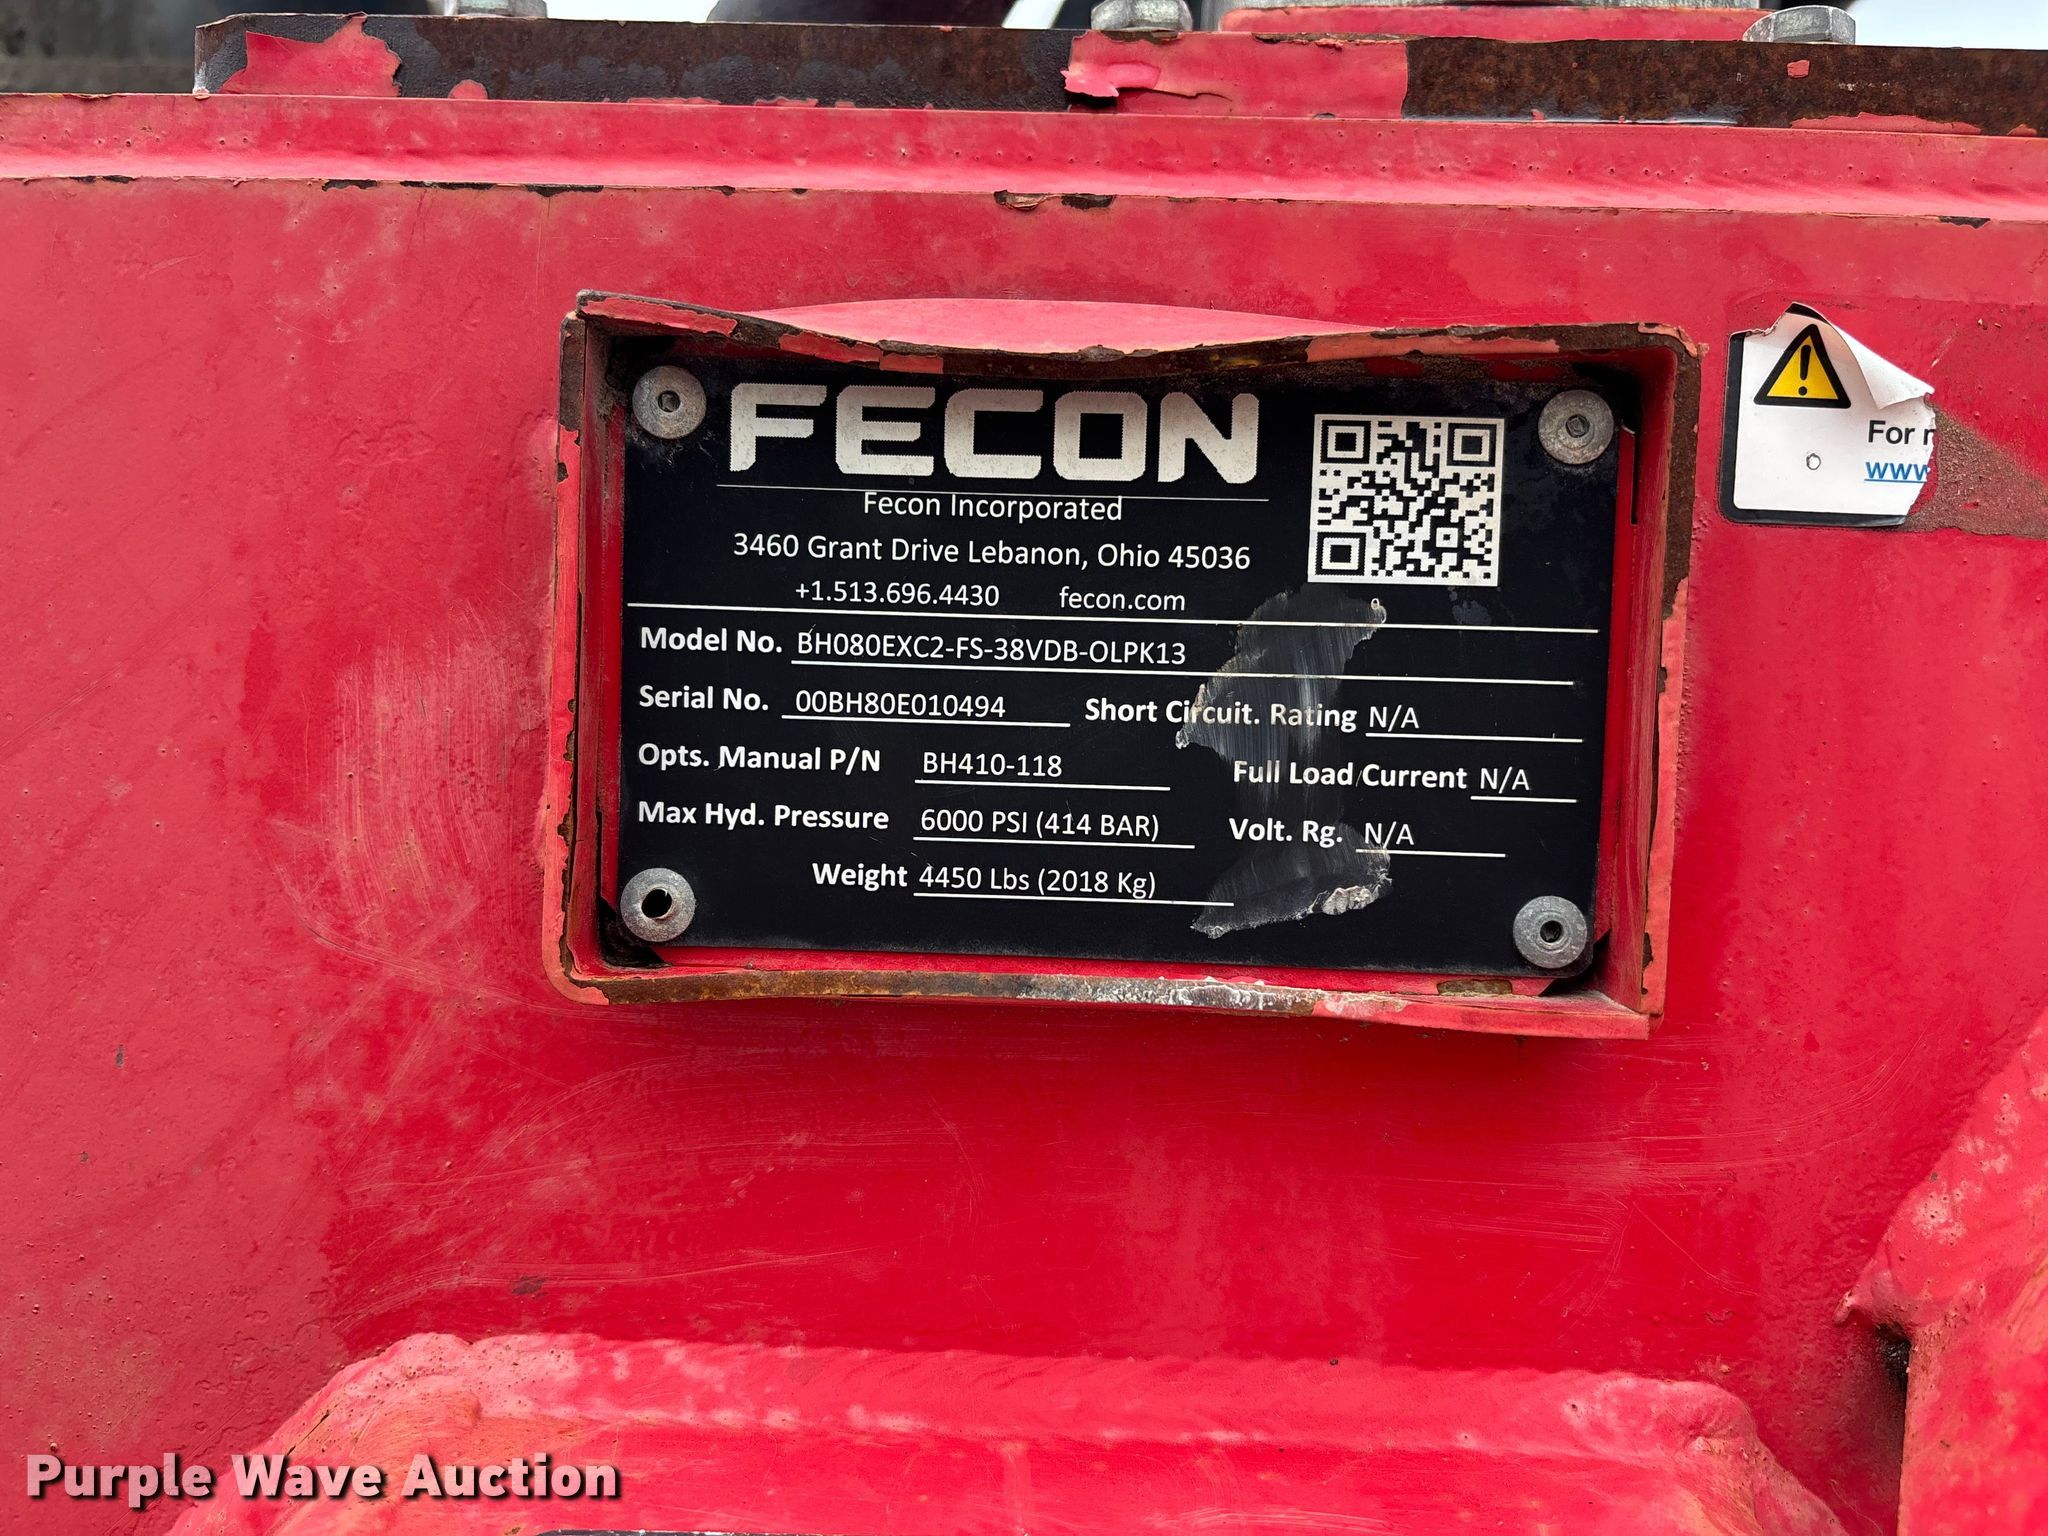 FECON
Fecon Incorporated
3460 Grant Drive Lebanon, Ohio 45036
+1.513.696.4430 fecon.com
Model No. BH080EXC2-FS-38VDB-OLPK13
Serial No. 00BH80E010494 Short Circuit. Rating N/A
Opts. Manual P/N BH410-118 Full Load Current N/A
Max Hyd. Pressure 6000 PSI (414 BAR) Volt. Rg. N/A
Weight 4450 Lbs (2018 Kg)
For
www
Purple Wave Auction